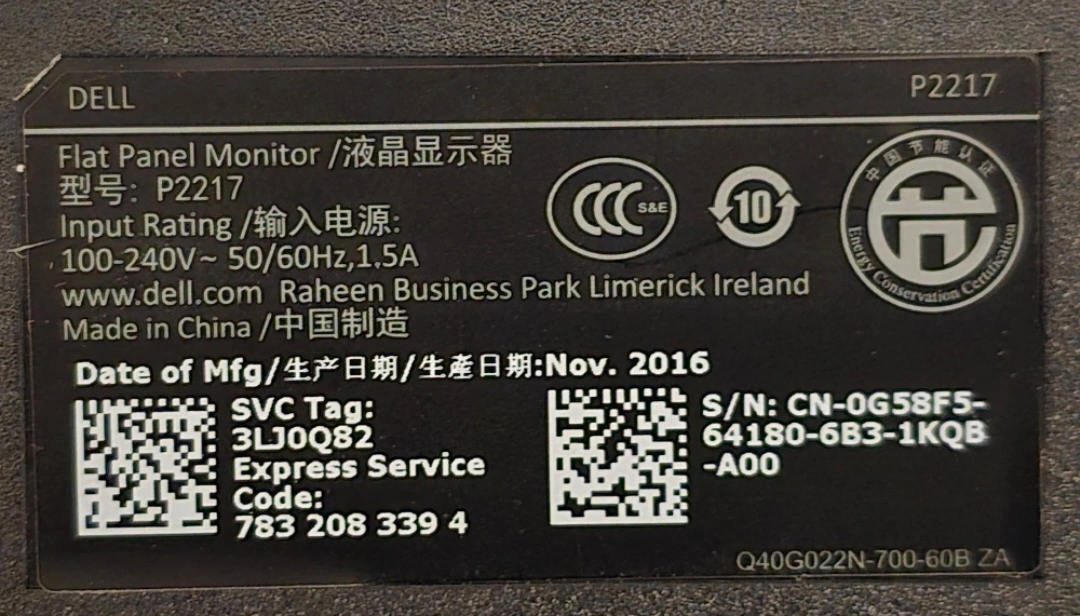 DELL
P2217
Flat Panel Monitor /液晶显示器
型号: P2217
Input Rating /输入电源:
100-240V~ 50/60Hz,1.5A
www.dell.com Raheen Business Park Limerick Ireland
Made in China /中国制造
CCC S&E
10
中国节能认证
Energy Conservation Certification
Date of Mfg/生产日期/生產日期:Nov. 2016
SVC Tag:
3LJ0Q82
Express Service
Code:
783 208 339 4
S/N: CN-0G58F5-
64180-6B3-1KQB
-A00
Q40G022N-700-60B ZA